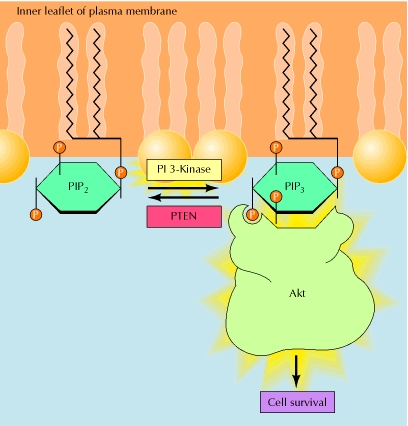 Inner leaflet of plasma membrane
P
P
P
PIP2
PI 3-Kinase
PTEN
P
P
P
P
PIP3
Akt
Cell survival